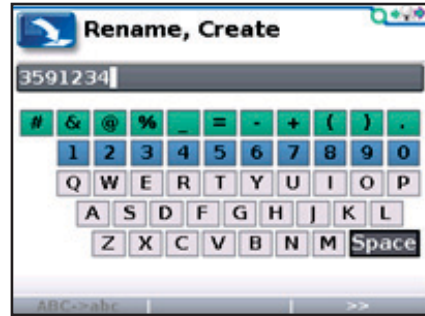 Rename, Create
3591234
# & @ % _ = - + ( ) .
1 2 3 4 5 6 7 8 9 0
Q W E R T Y U I O P
A S D F G H J K L
Z X C V B N M Space
ABC->abc >>